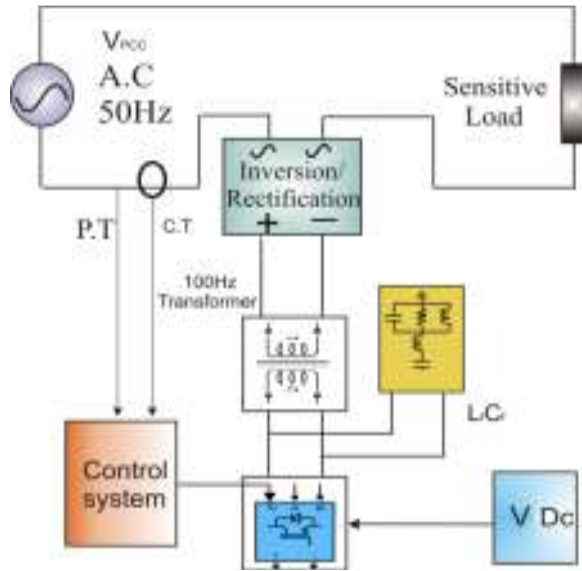 VPCC
A.C
50Hz
Sensitive
Load
Inversion/
Rectification
+ −
P.T
C.T
100Hz
Transformer
LrCr
Control
system
V Dc